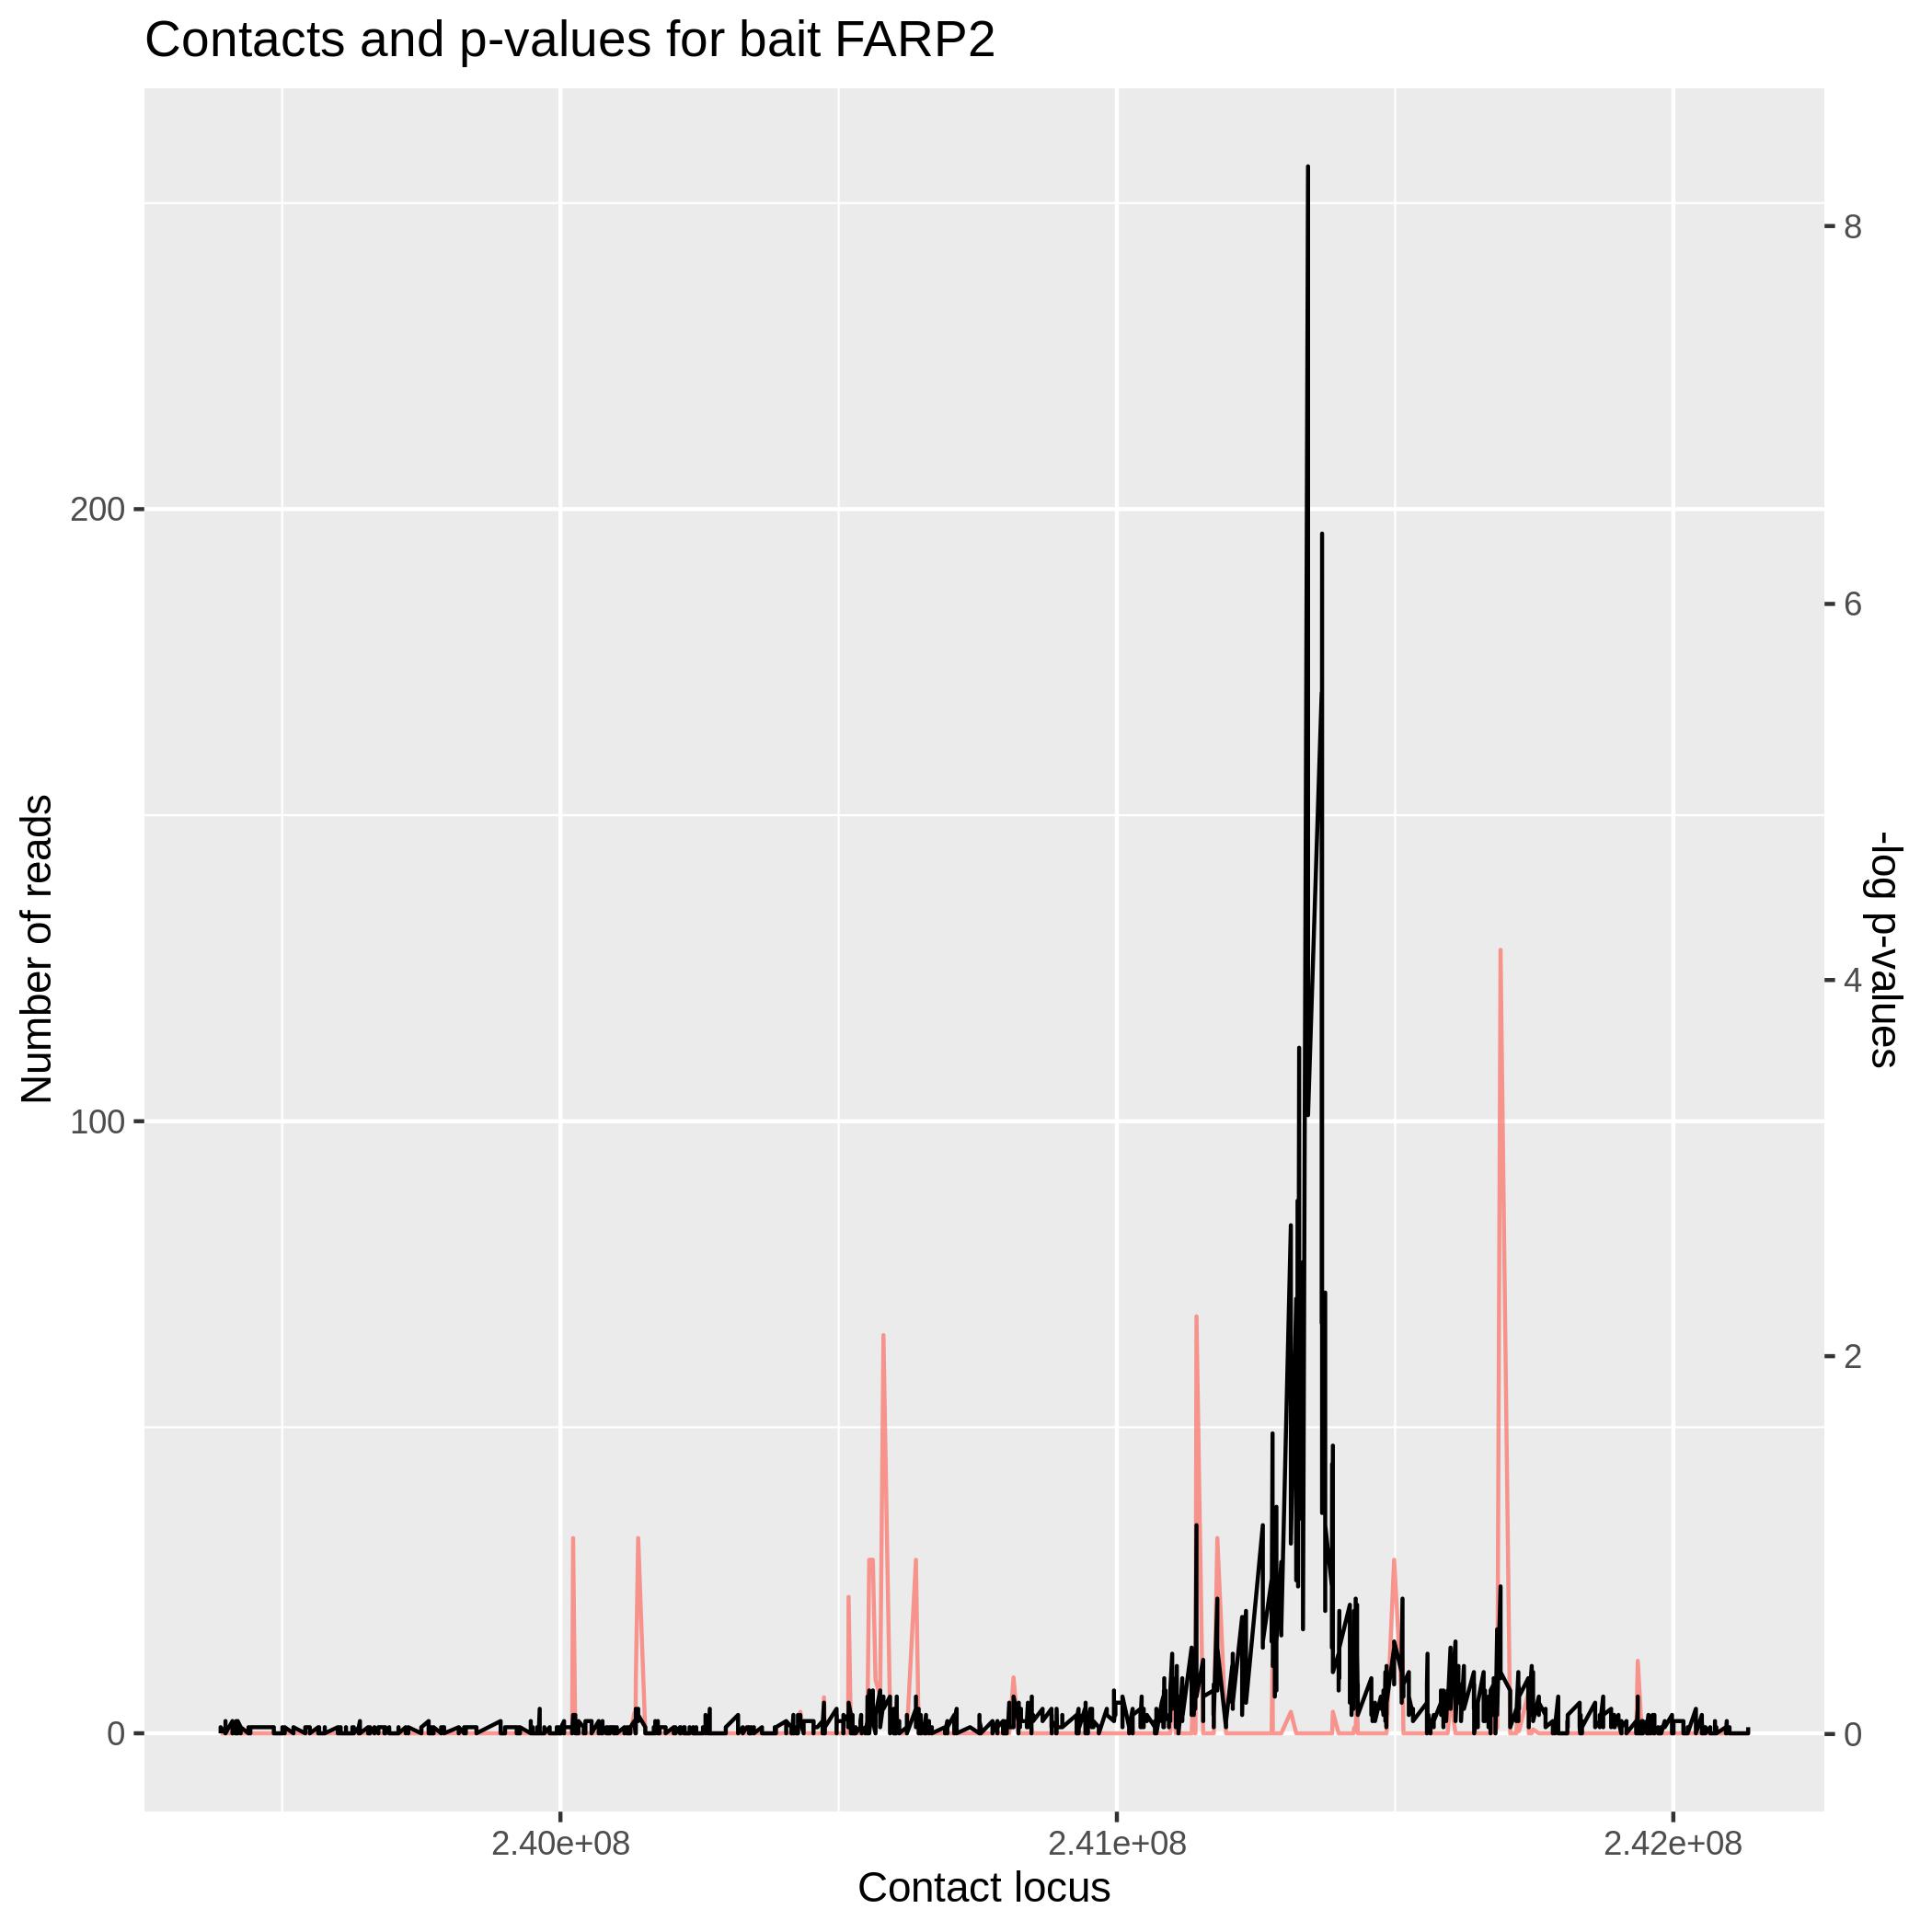 Contacts and p-values for bait FARP2
Number of reads
200
100
0
8
6
4
2
0
-log p-values
2.40e+08
2.41e+08
2.42e+08
Contact locus